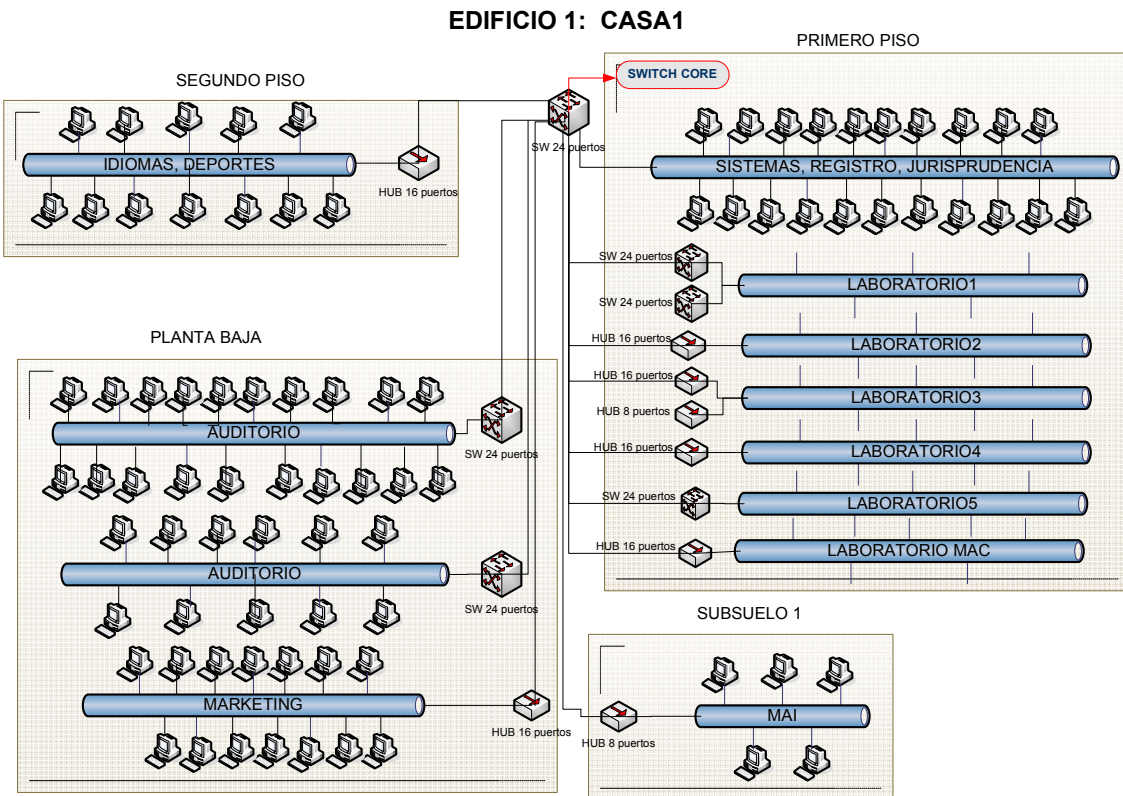 EDIFICIO 1: CASA1
SEGUNDO PISO
IDIOMAS, DEPORTES
HUB 16 puertos
SW 24 puertos
PRIMERO PISO
SWITCH CORE
SISTEMAS, REGISTRO, JURISPRUDENCIA
SW 24 puertos
SW 24 puertos
LABORATORIO1
HUB 16 puertos
LABORATORIO2
HUB 16 puertos
HUB 8 puertos
LABORATORIO3
HUB 16 puertos
LABORATORIO4
SW 24 puertos
LABORATORIO5
HUB 16 puertos
LABORATORIO MAC
PLANTA BAJA
AUDITORIO
SW 24 puertos
AUDITORIO
SW 24 puertos
MARKETING
HUB 16 puertos
SUBSUELO 1
MAI
HUB 8 puertos